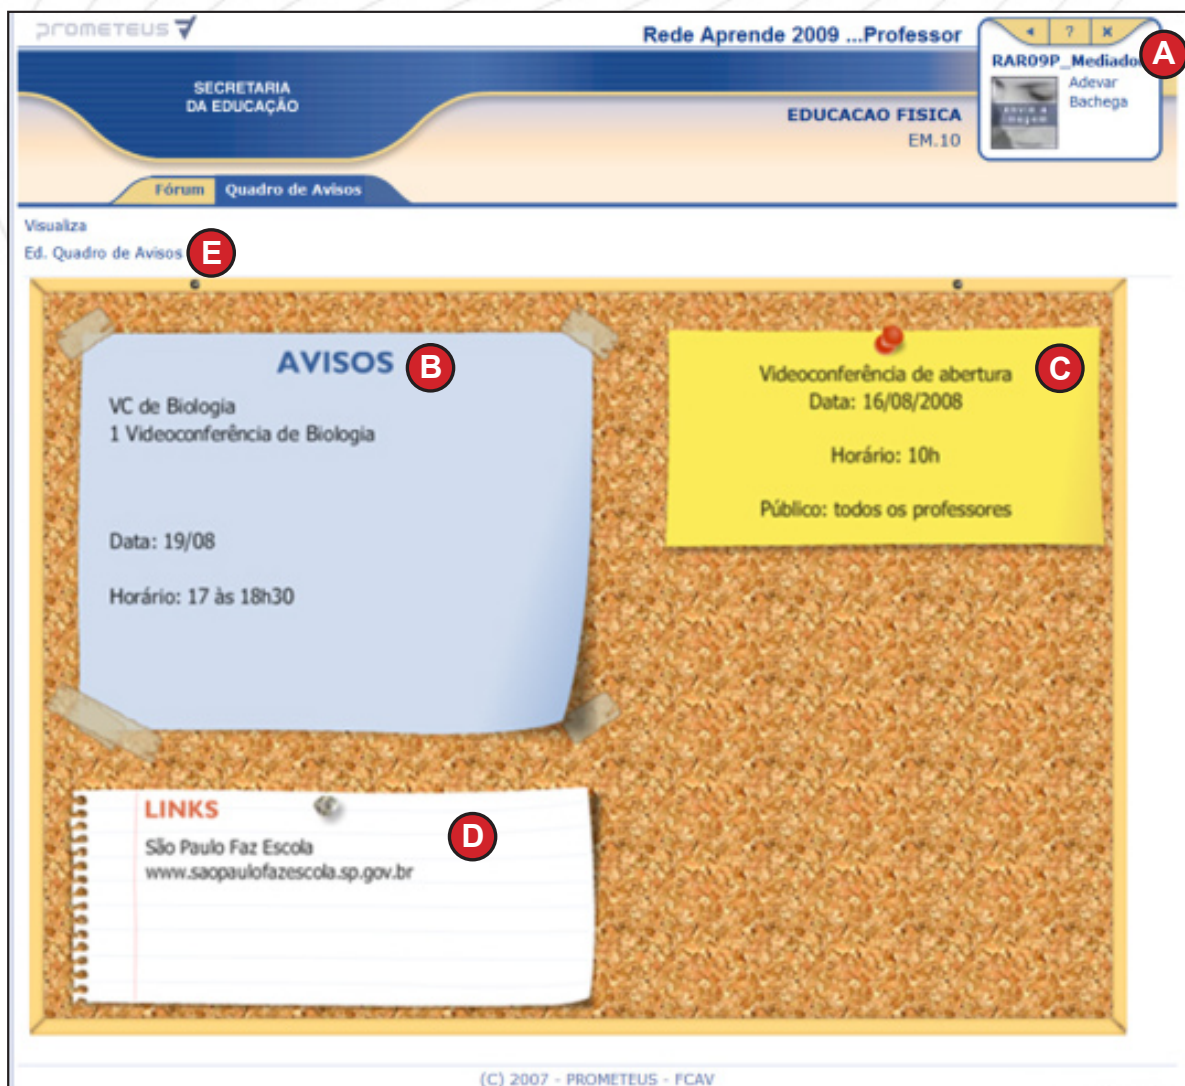 PROMETEUS
Rede Aprende 2009 ...Professor
? x
A
RAR09P_Mediado
Adevar
Bachega
envie a
imagem
SECRETARIA
DA EDUCAÇÃO
EDUCACAO FISICA
EM.10
Fórum Quadro de Avisos
Visualiza
Ed. Quadro de Avisos E
AVISOS B
VC de Biologia
1 Videoconferência de Biologia
Data: 19/08
Horário: 17 às 18h30
Videoconferência de abertura C
Data: 16/08/2008
Horário: 10h
Público: todos os professores
LINKS
D
São Paulo Faz Escola
www.saopaulofazescola.sp.gov.br
(C) 2007 - PROMETEUS - FCAV